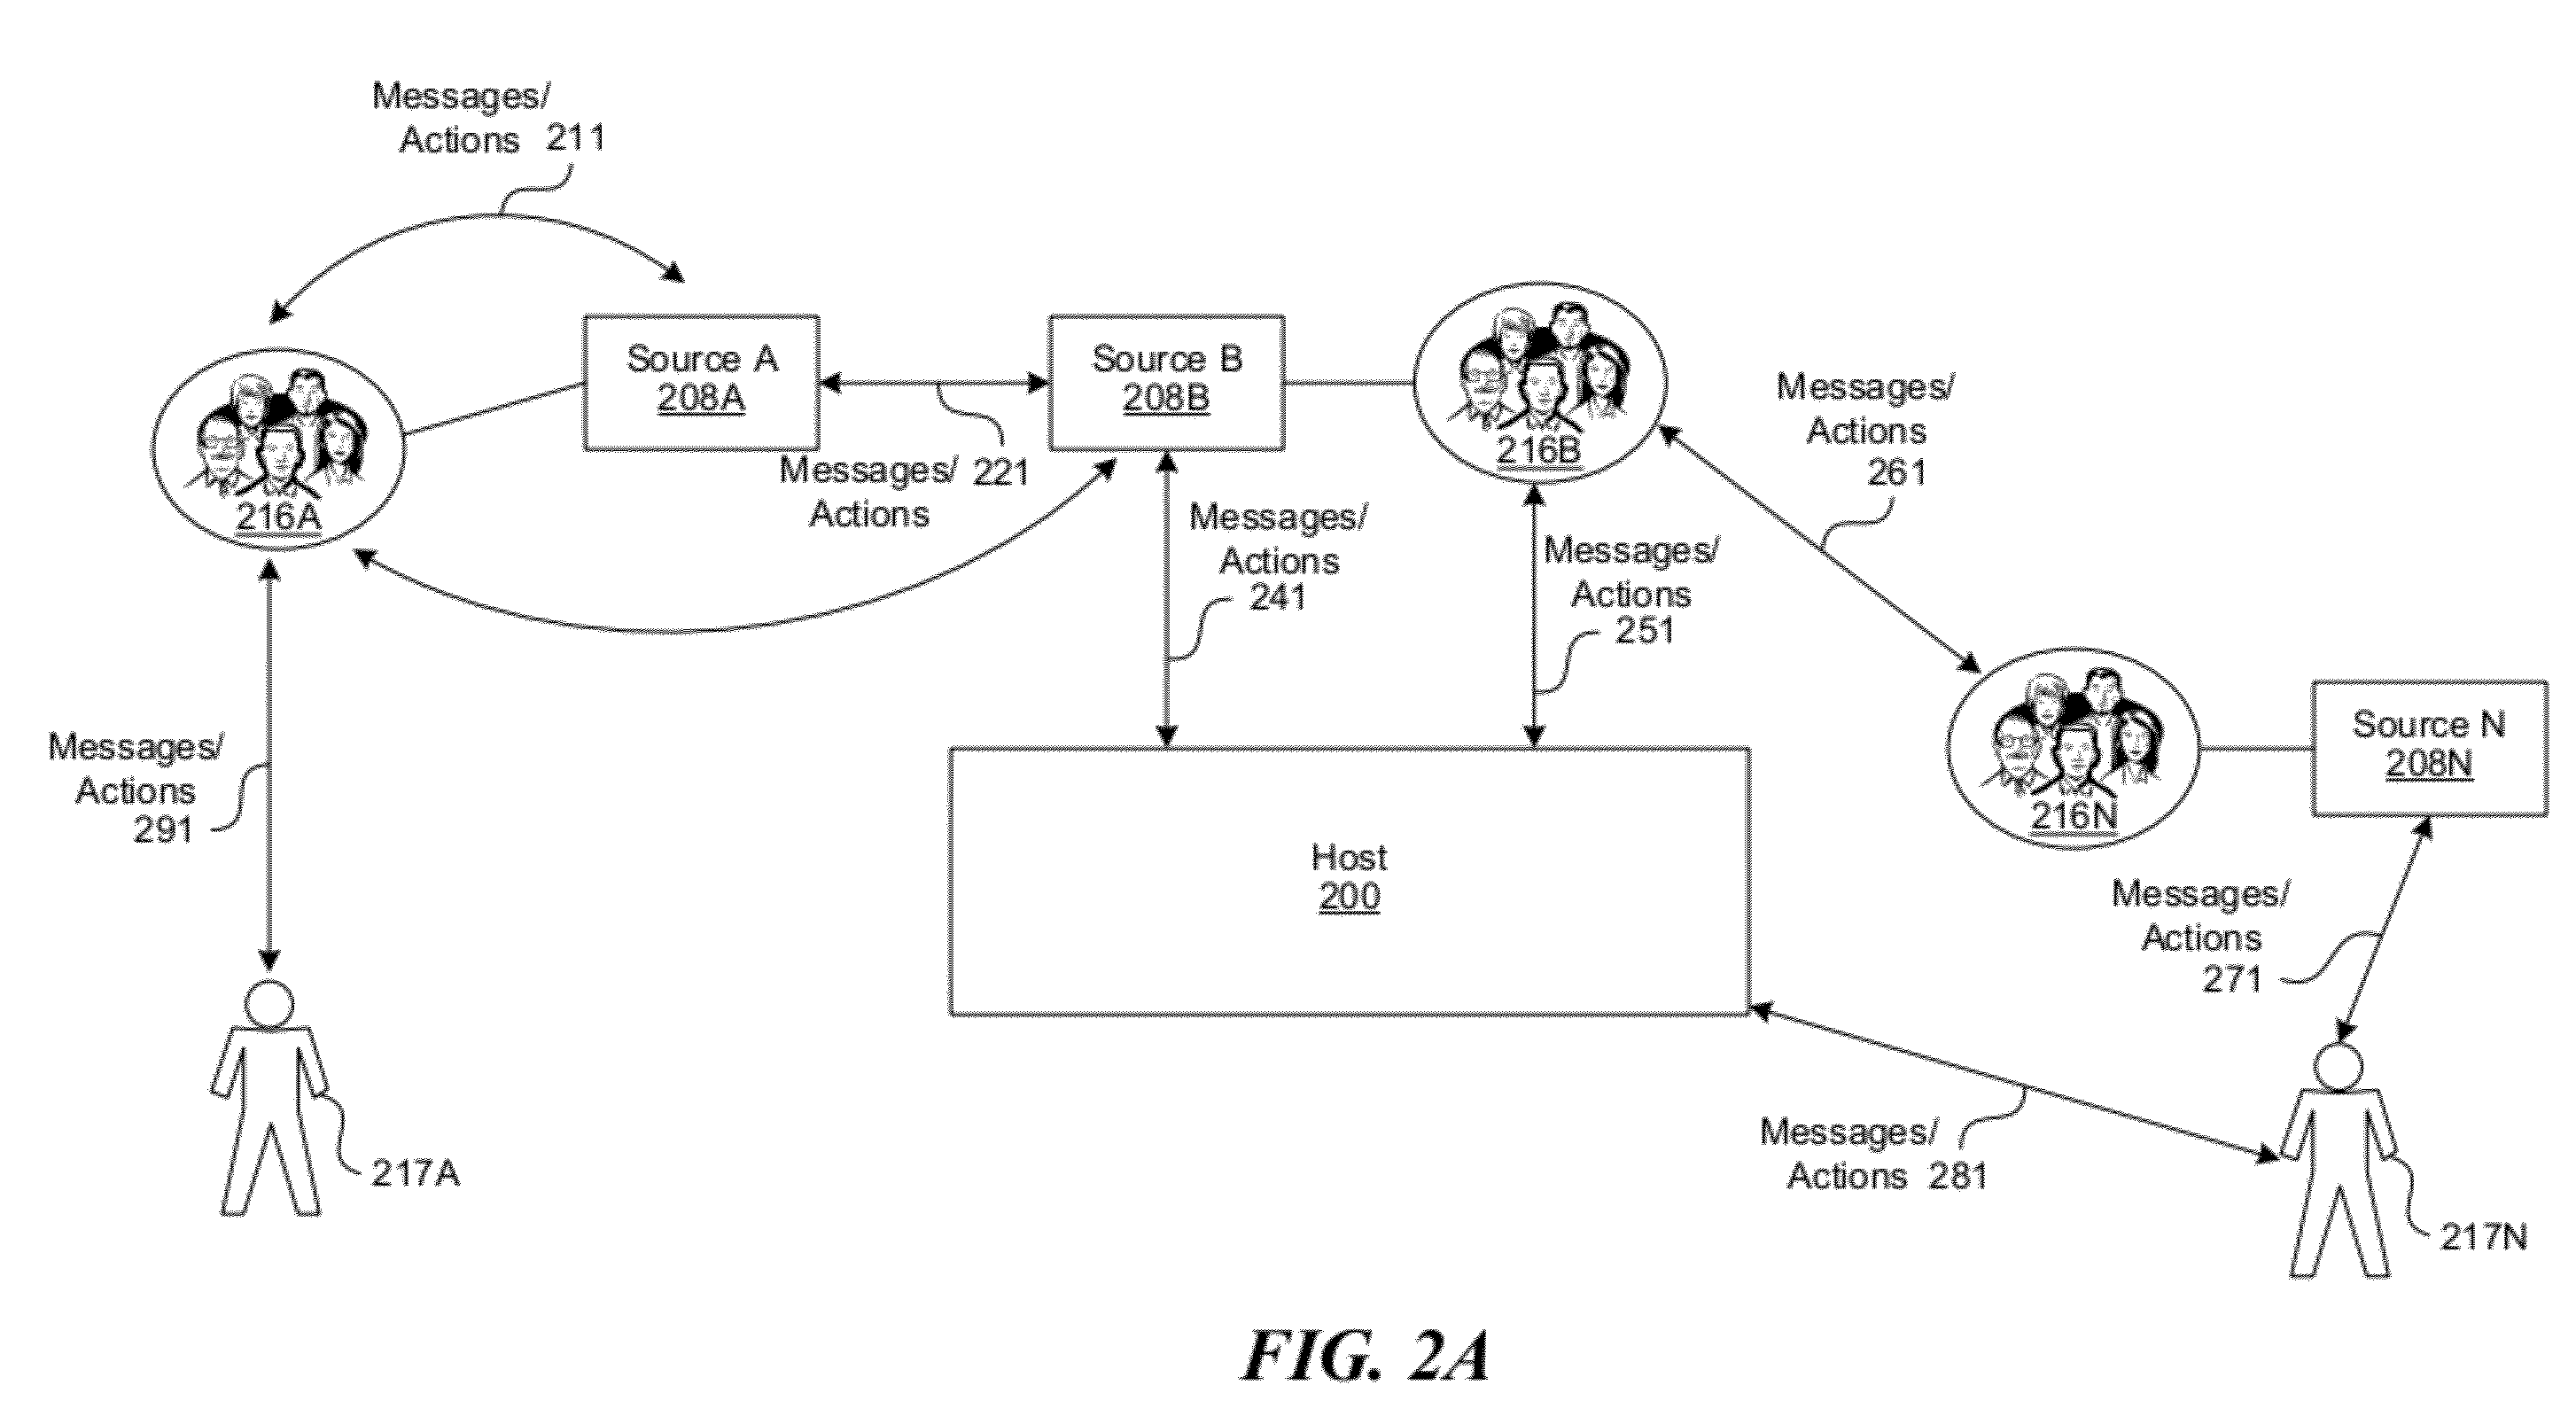 Messages/
Actions 211
Source A
208A
Source B
208B
216A
216B
Messages/ 221
Actions
Messages/
Actions
241
Messages/
Actions
251
Messages/
Actions
261
216N
Source N
208N
Messages/
Actions
291
Host
200
Messages/
Actions
271
217A
Messages/
Actions 281
217N
FIG. 2A